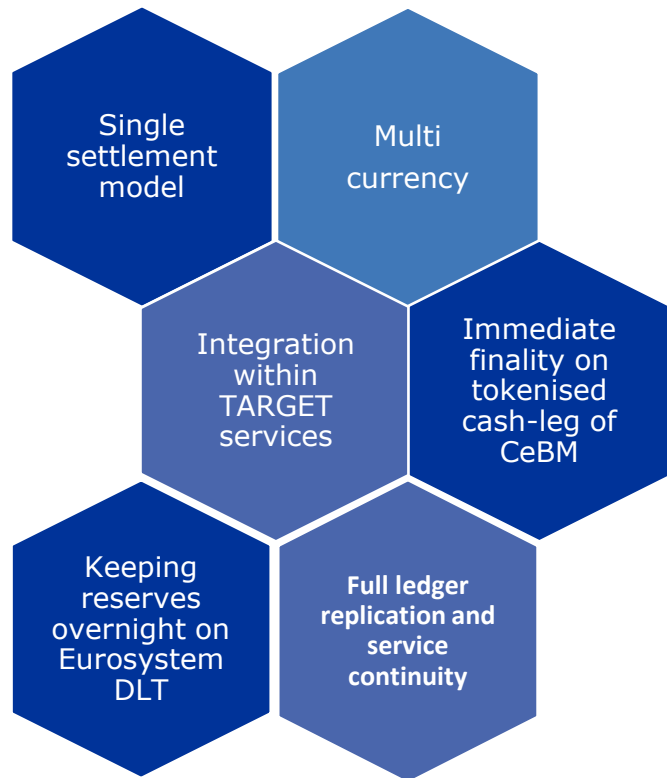 Single
settlement
model
Multi
currency
Integration
within
TARGET
services
Immediate
finality on
tokenised
cash-leg of
CeBM
Keeping
reserves
overnight on
Eurosystem
DLT
Full ledger
replication and
service
continuity